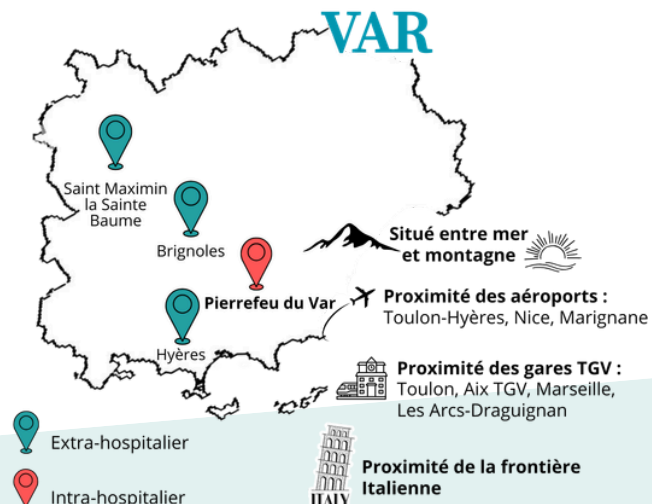 VAR
Saint Maximin
la Sainte
Baume
Brignoles
Pierrefeu du Var
Hyères
Situé entre mer
et montagne
Proximité des aéroports :
Toulon-Hyères, Nice, Marignane
Proximité des gares TGV :
Toulon, Aix TGV, Marseille,
Les Arcs-Draguignan
Extra-hospitalier
Intra-hospitalier
ITALY
Proximité de la frontière
Italienne